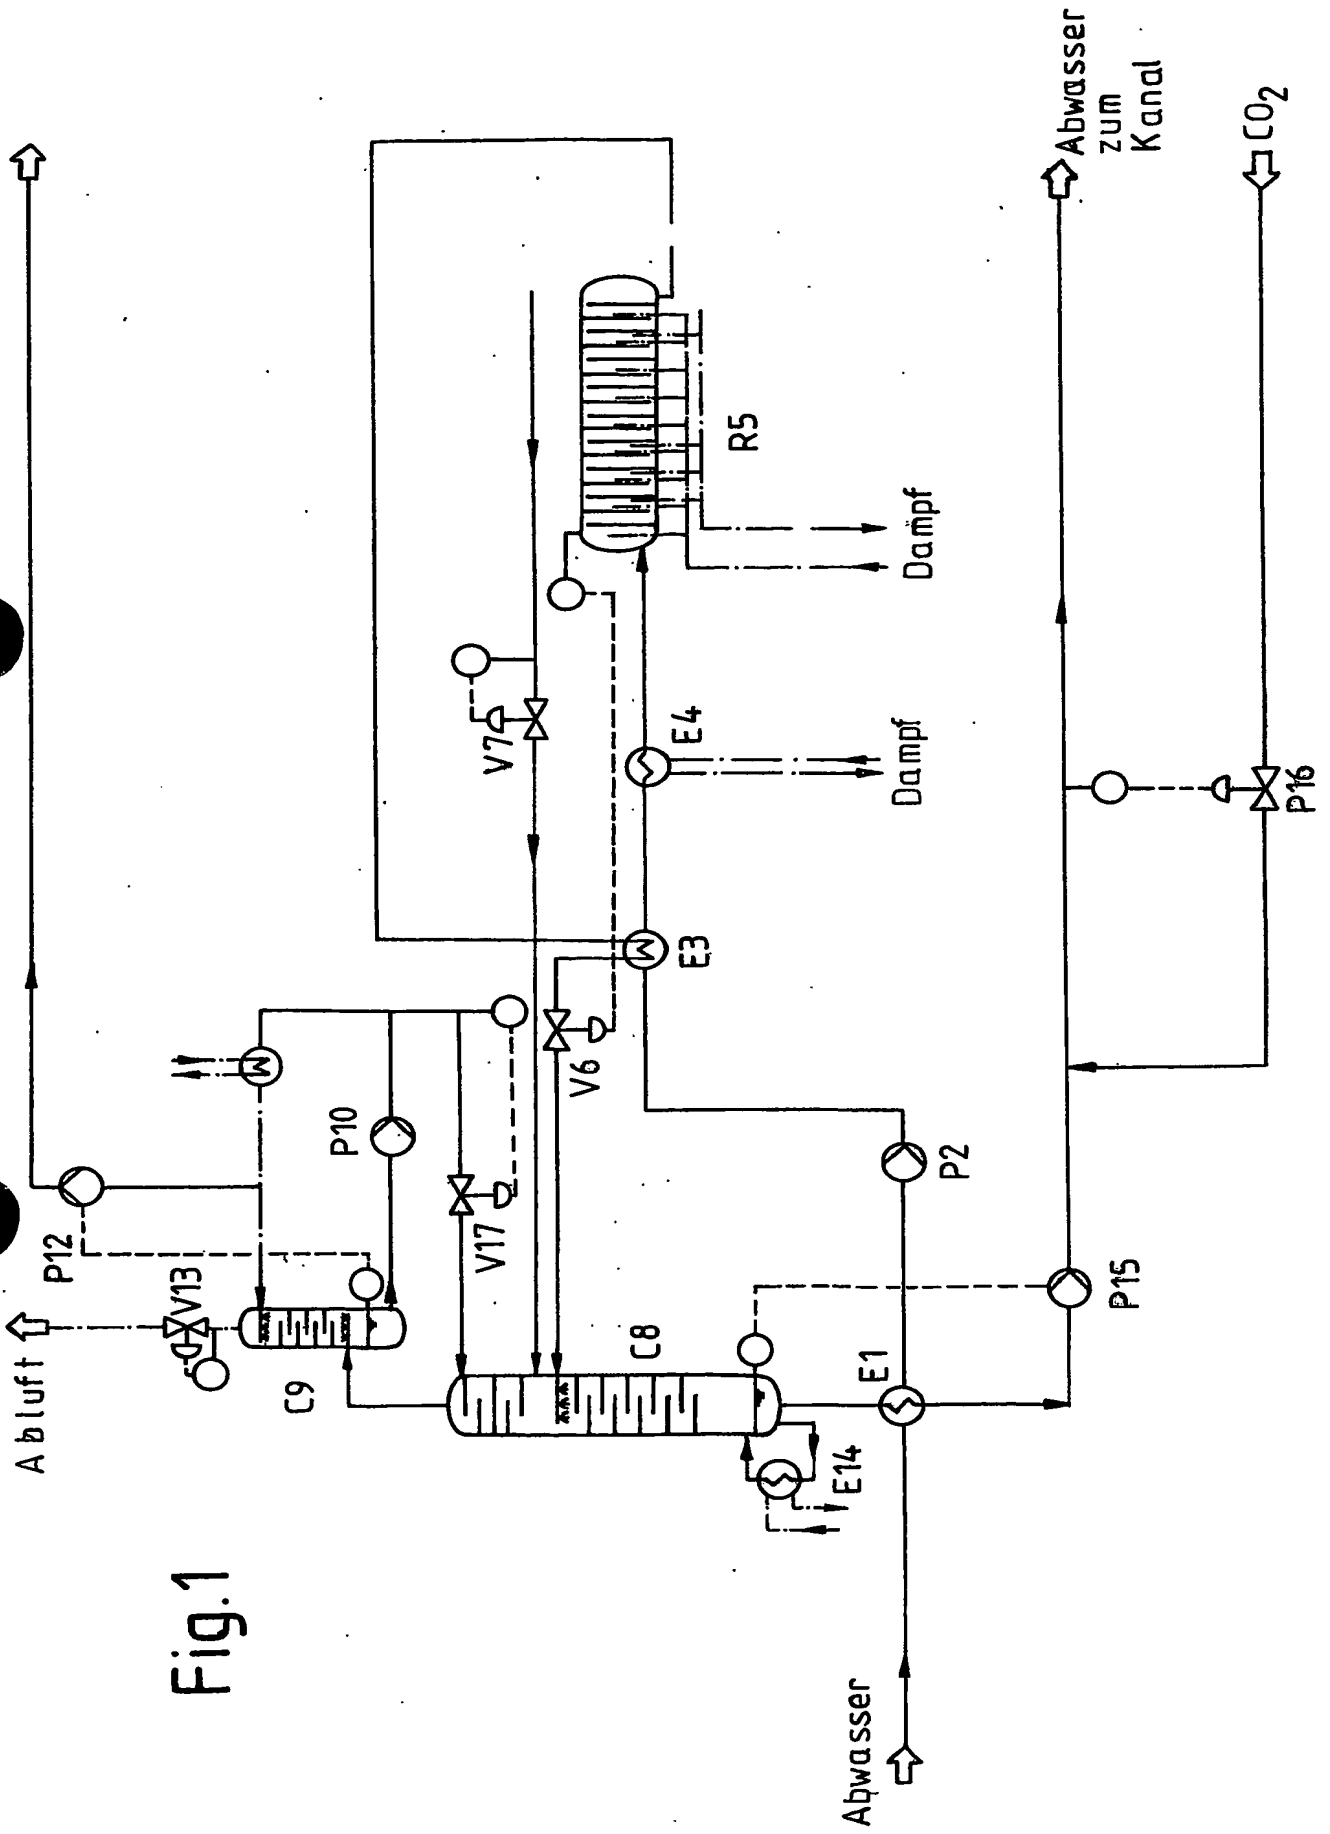 Fig.1
Abluft
V13
P12
C9
P10
V17
V7
V6
E3
E4
R5
Dampf
Dampf
C8
E14
E1
P2
P15
Abwasser
P16
Abwasser
zum
Kanal
CO₂